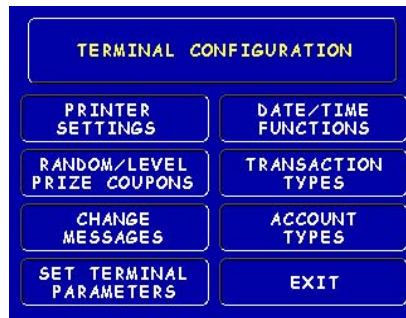 TERMINAL CONFIGURATION
PRINTER
SETTINGS
DATE/TIME
FUNCTIONS
RANDOM/LEVEL
PRIZE COUPONS
TRANSACTION
TYPES
CHANGE
MESSAGES
ACCOUNT
TYPES
SET TERMINAL
PARAMETERS
EXIT